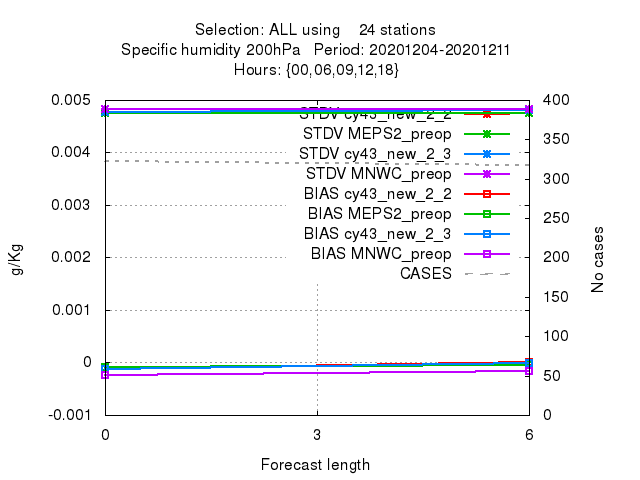 Selection: ALL using    24 stations
Specific humidity 200hPa   Period: 20201204-20201211
Hours: {00,06,09,12,18}
0.005
0.004
0.003
0.002
0.001
0
-0.001
400
350
300
250
200
150
100
50
0
STDV cy43_new_2_2
STDV MEPS2_preop
STDV cy43_new_2_3
STDV MNWC_preop
BIAS cy43_new_2_2
BIAS MEPS2_preop
BIAS cy43_new_2_3
BIAS MNWC_preop
CASES
g/Kg
No cases
0 3 6
Forecast length